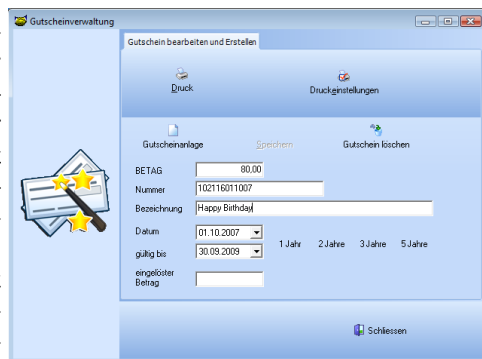 Gutscheinverwaltung
Gutschein bearbeiten und Erstellen
Druck
Druckeinstellungen
Gutscheinanlage
Speichern
Gutschein löschen
BETAG
80,00
Nummer
102116011007
Bezeichnung
Happy Birthday
Datum
01.10.2007
1 Jahr 2 Jahre 3 Jahre 5 Jahre
gültig bis
30.09.2009
eingelöster
Betrag
Schliessen